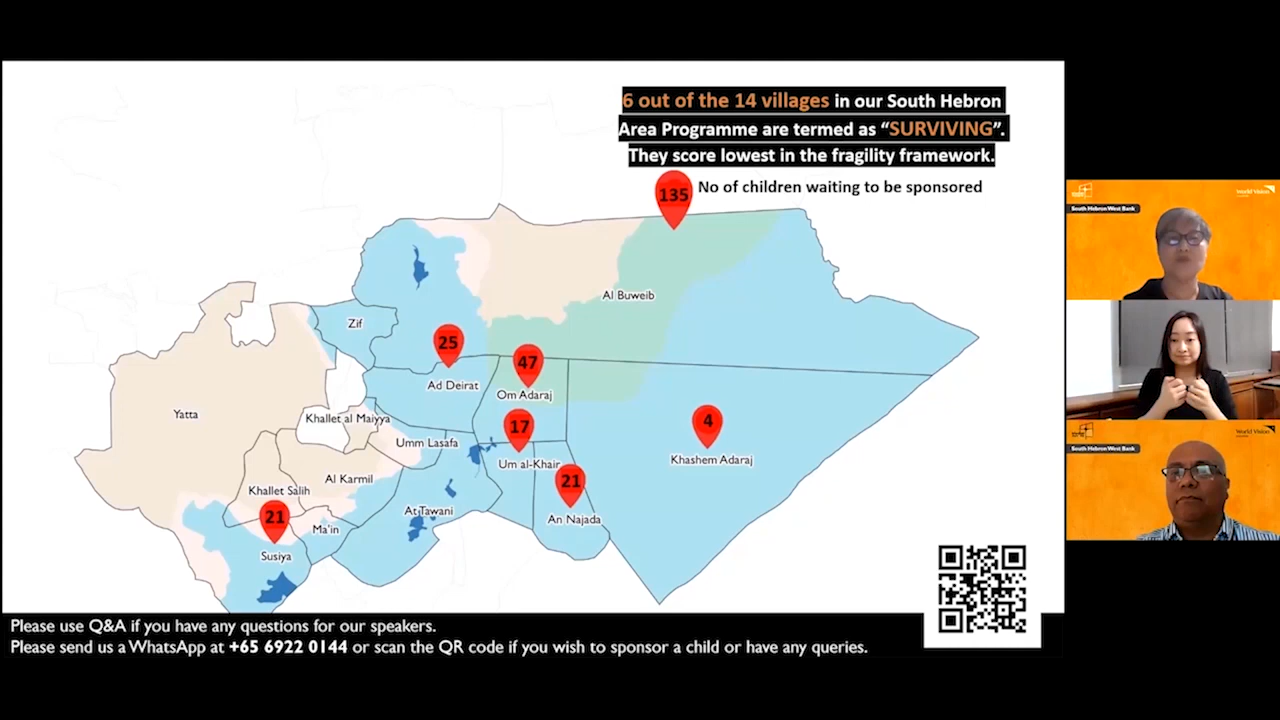 6 out of the 14 villages in our South Hebron
Area Programme are termed as “SURVIVING”.
They score lowest in the fragility framework.
135
No of children waiting to be sponsored
Al Buweib
Zif
25
Ad Deirat
47
Om Adaraj
Yatta
Khallet al Maiyya
17
4
Umm Lasafa
Um al-Khair
Khashem Adaraj
Al Karmil
21
Khallet Salih
An Najada
At Tawani
21
Ma'in
Susiya
Please use Q&A if you have any questions for our speakers.
Please send us a WhatsApp at +65 6922 0144 or scan the QR code if you wish to sponsor a child or have any queries.
World Vision
South Hebron West Bank
World Vision
South Hebron West Bank